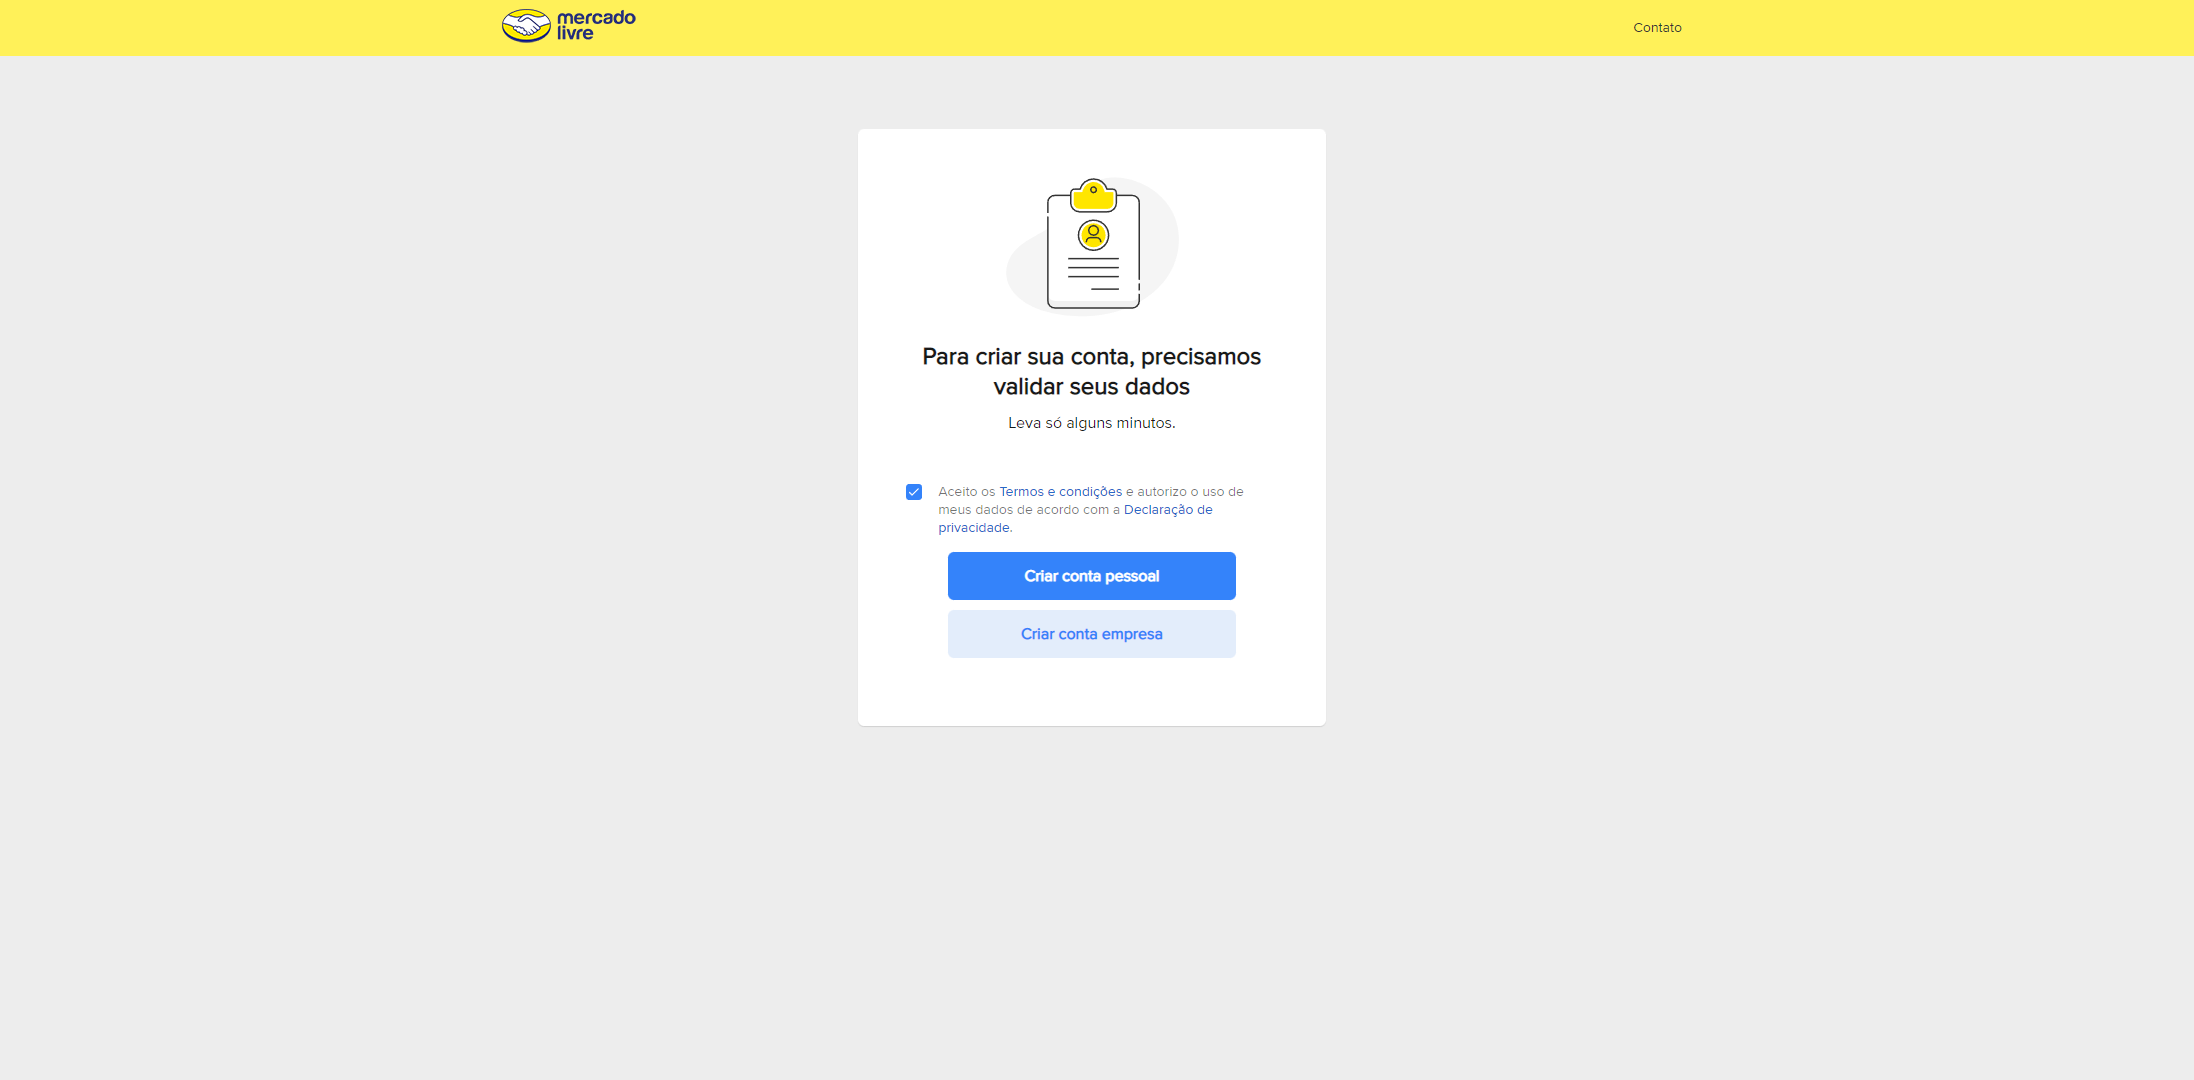 mercado
livre
Contato
Para criar sua conta, precisamos
validar seus dados
Leva só alguns minutos.
Aceito os Termos e condições e autorizo o uso de
meus dados de acordo com a Declaração de
privacidade.
Criar conta pessoal
Criar conta empresa